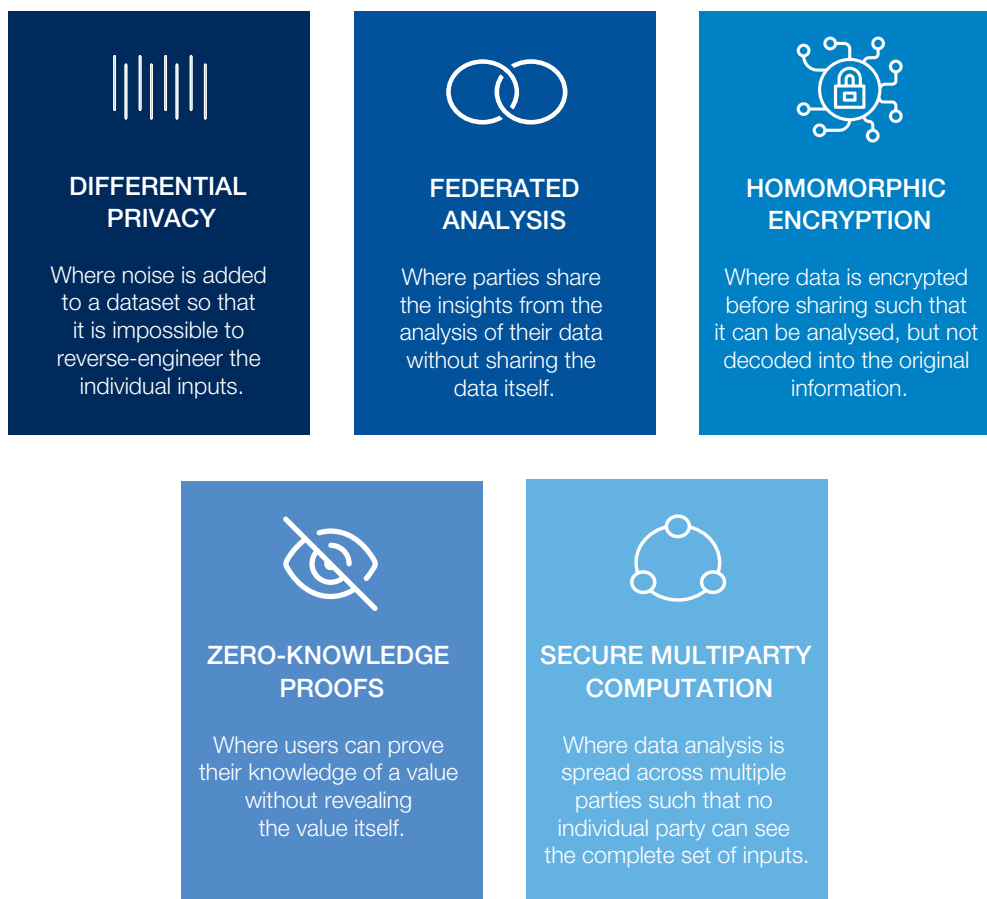 DIFFERENTIAL
PRIVACY
Where noise is added
to a dataset so that
it is impossible to
reverse-engineer the
individual inputs.
FEDERATED
ANALYSIS
Where parties share
the insights from the
analysis of their data
without sharing the
data itself.
HOMOMORPHIC
ENCRYPTION
Where data is encrypted
before sharing such that
it can be analysed, but not
decoded into the original
information.
ZERO-KNOWLEDGE
PROOFS
Where users can prove
their knowledge of a value
without revealing
the value itself.
SECURE MULTIPARTY
COMPUTATION
Where data analysis is
spread across multiple
parties such that no
individual party can see
the complete set of inputs.